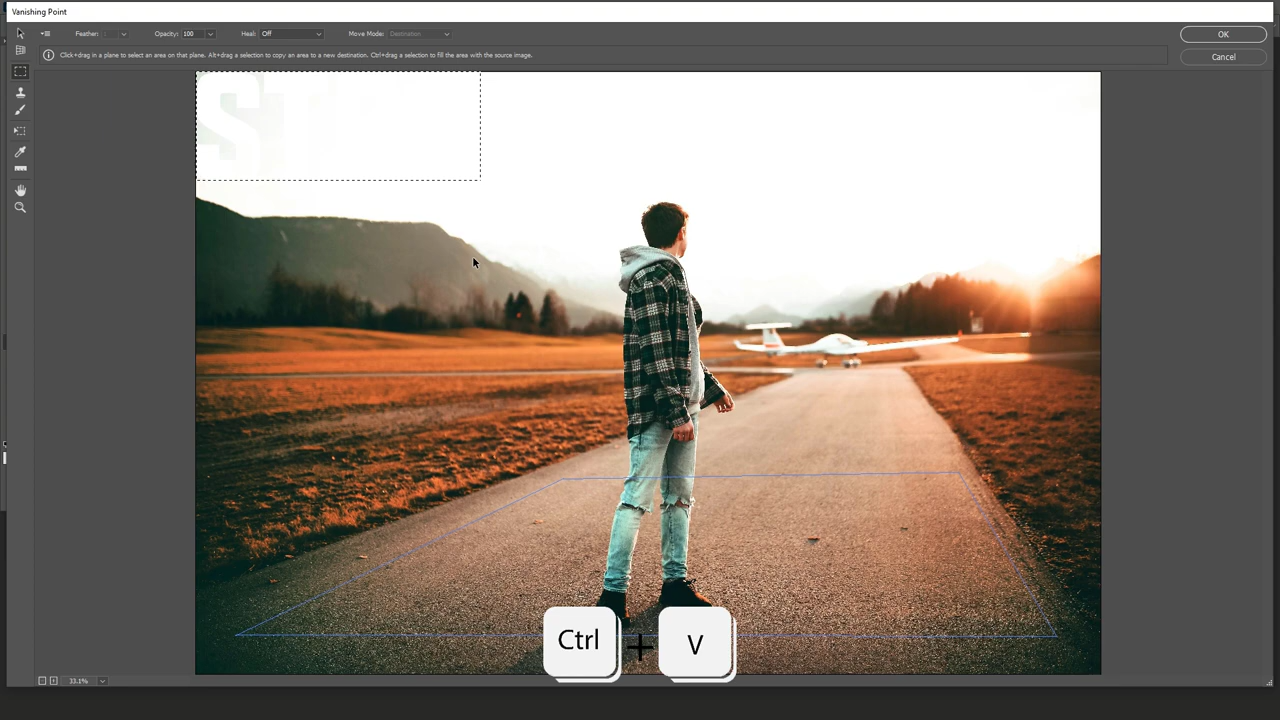 Vanishing Point
Feather: Opacity: 100 Heal: Off Move Mode: Destination OK
Click+drag in a plane to select an area on that plane. Alt+drag a selection to copy an area to a new destination. Ctrl+drag a selection to fill the area with the source image. Cancel
ST
Ctrl + V
33.1%